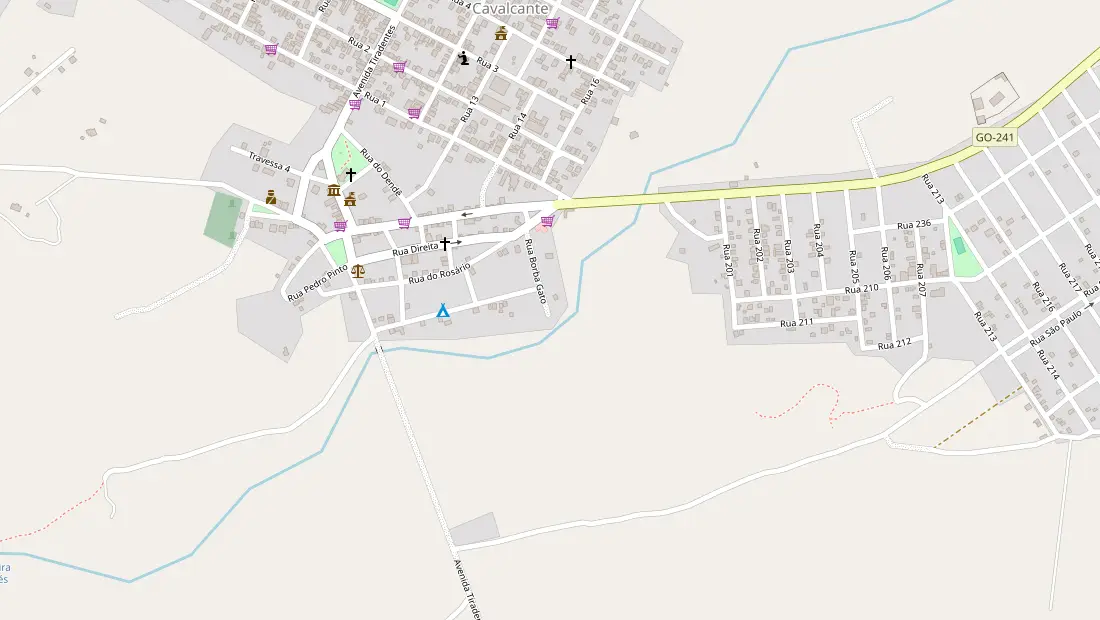 Cavalcante
Rua 4
Rua 2
Avenida Tiradentes
Rua 3
Rua 16
Rua 1
Rua 13
Rua 14
GO-241
Travessa 4
Rua do Dendê
Rua 213
Rua 236
Rua Direita
Rua 201
Rua 202
Rua 203
Rua 204
Rua 205
Rua 206
Rua 207
Rua do Rosário
Rua Pedro Pinto
Rua Borba Gato
Rua 210
Rua 217
Rua 216
Rua 211
Rua 213
Rua São Paulo
Rua 212
Rua 214
Avenida Tirade